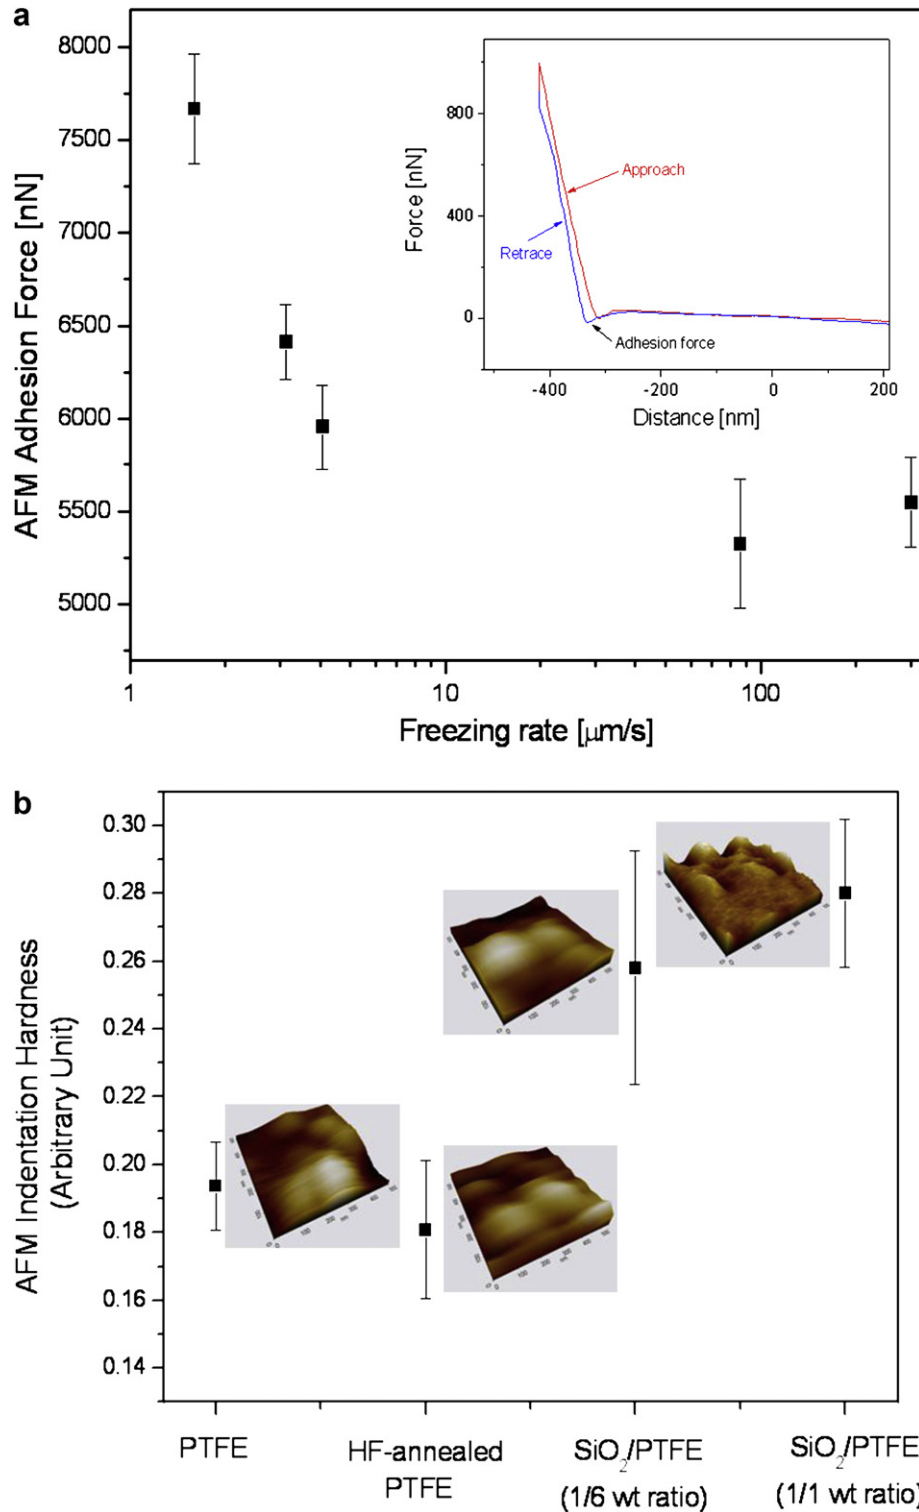 a
8000
7500
7000
6500
6000
5500
5000
AFM Adhesion Force [nN]
1
10
100
Freezing rate [μm/s]
800
400
0
Force [nN]
Approach
Retrace
Adhesion force
-400
-200
0
200
Distance [nm]
b
0.30
0.28
0.26
0.24
0.22
0.20
0.18
0.16
0.14
AFM Indentation Hardness
(Arbitrary Unit)
PTFE
HF-annealed
PTFE
SiO₂/PTFE
(1/6 wt ratio)
SiO₂/PTFE
(1/1 wt ratio)